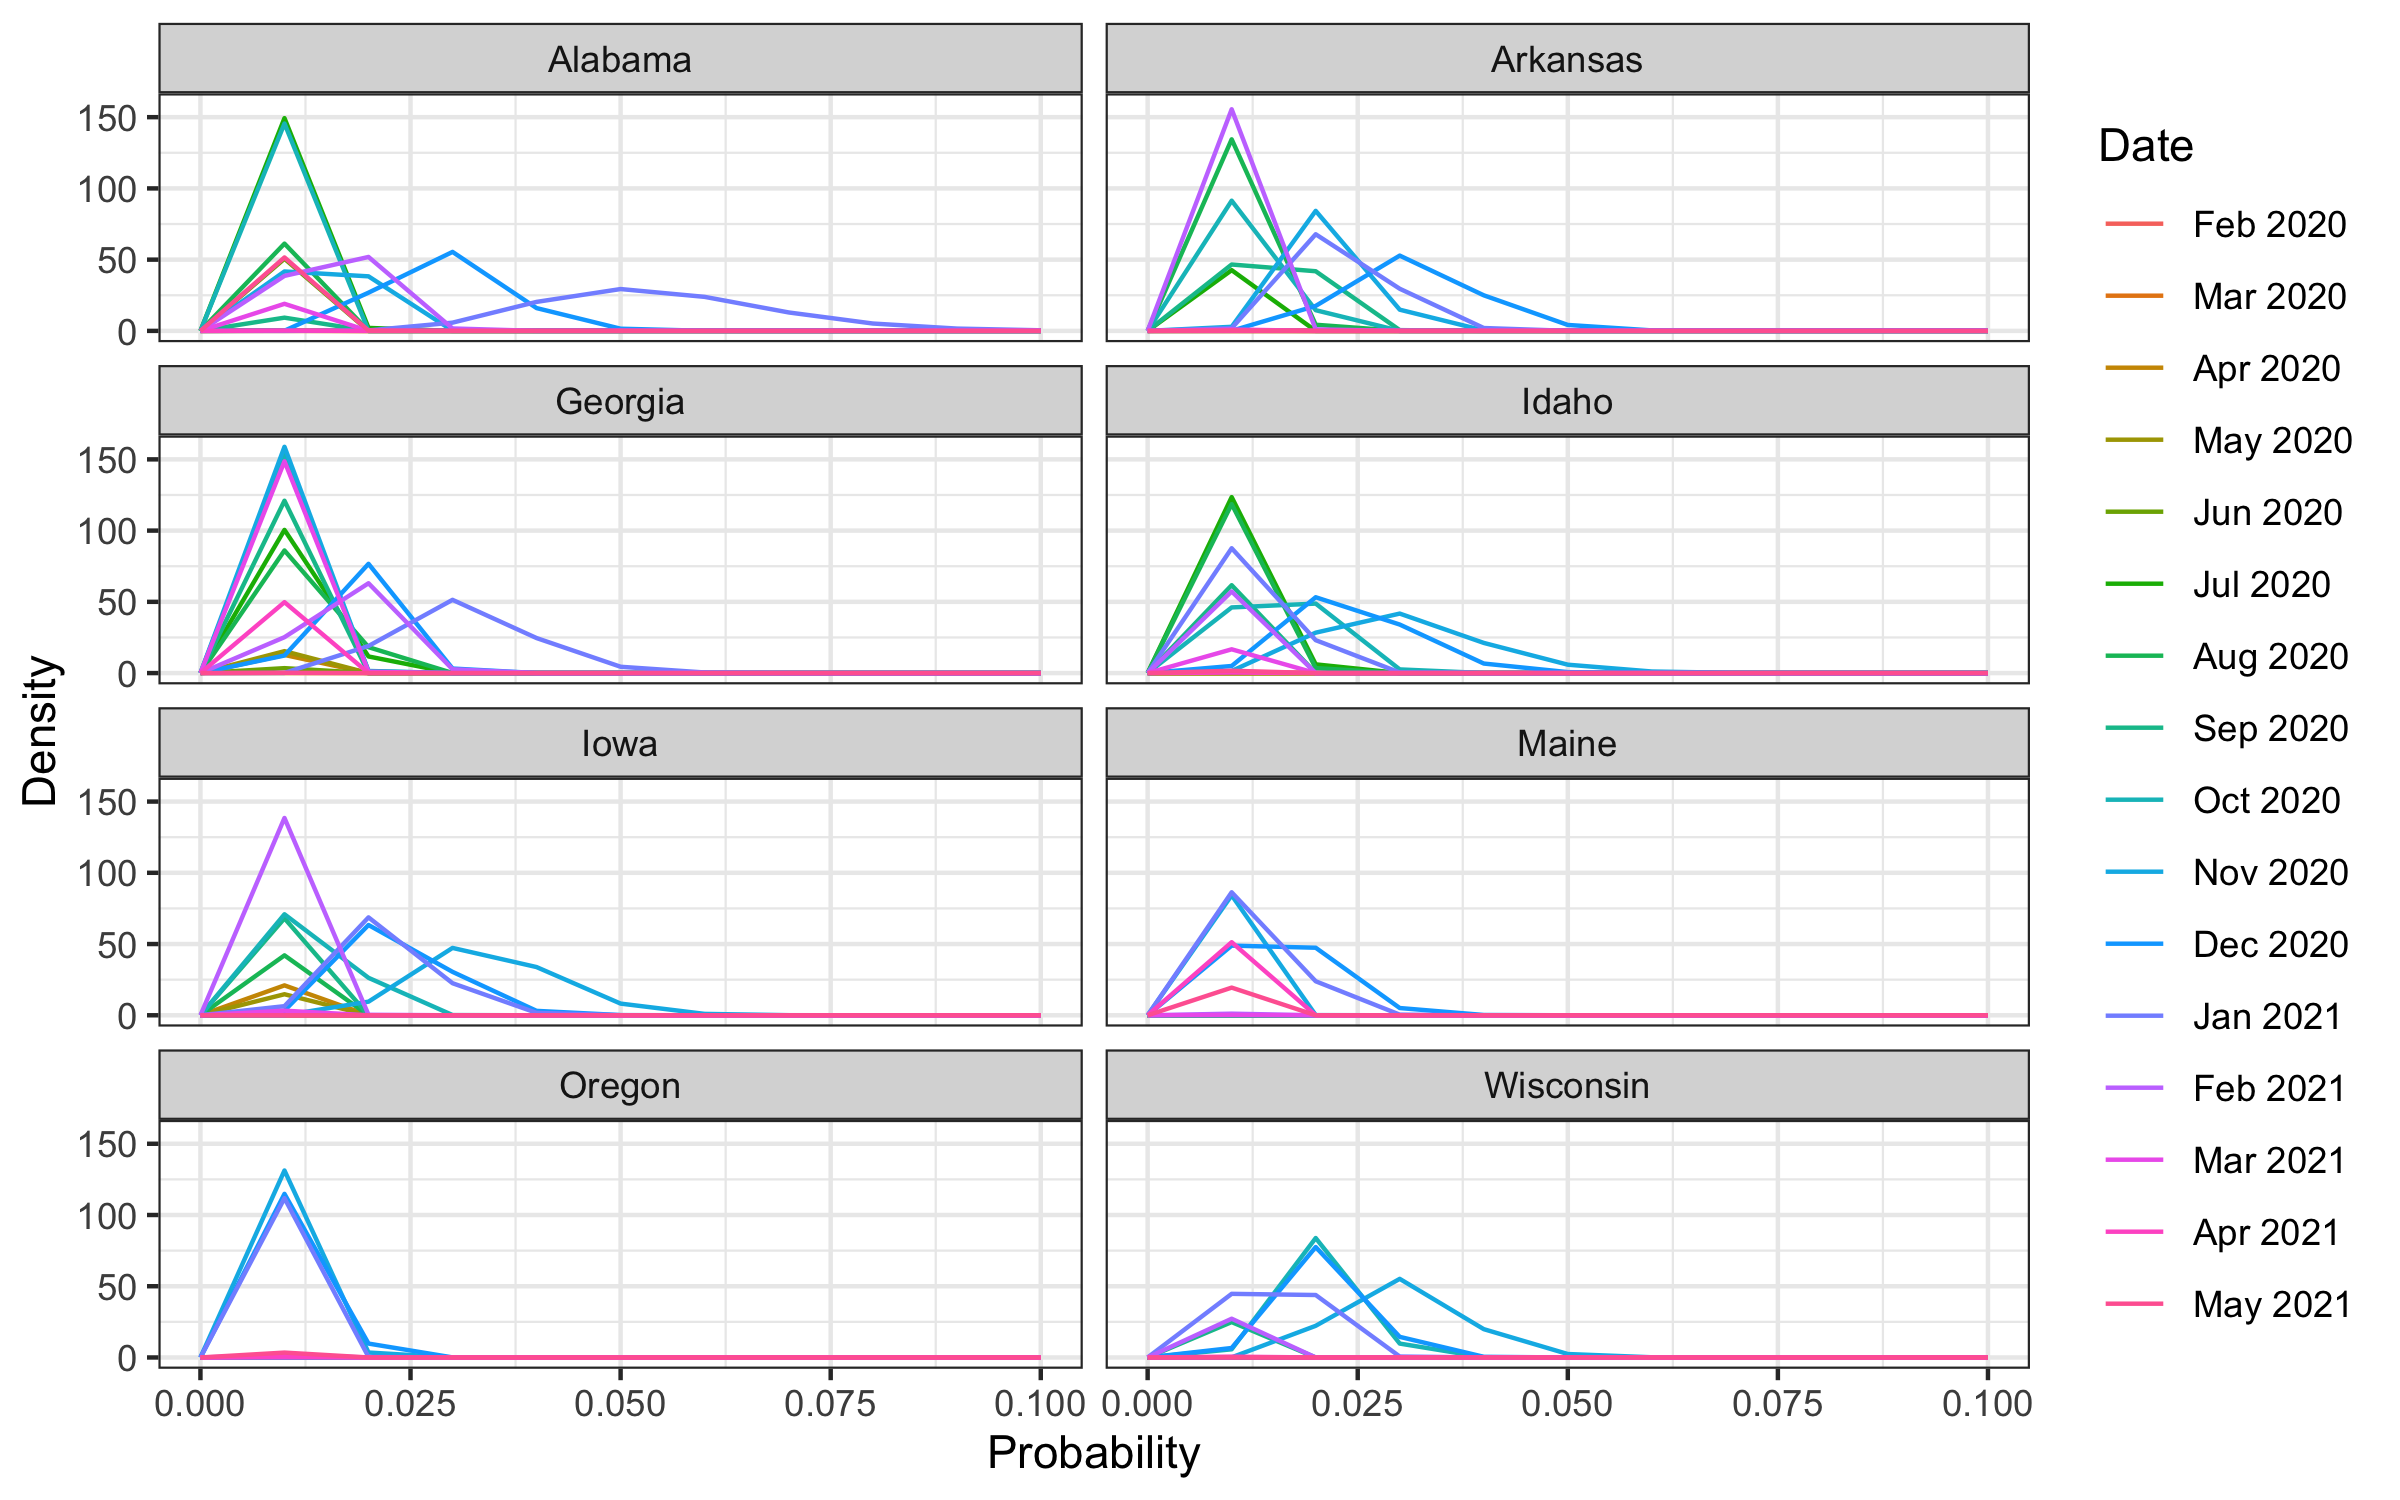 Alabama
Arkansas
150
100
50
0
Georgia
Idaho
150
100
50
0
Iowa
Maine
150
100
50
0
Oregon
Wisconsin
150
100
50
0
0.000 0.025 0.050 0.075 0.100
0.000 0.025 0.050 0.075 0.100
Probability
Density
Date
Feb 2020
Mar 2020
Apr 2020
May 2020
Jun 2020
Jul 2020
Aug 2020
Sep 2020
Oct 2020
Nov 2020
Dec 2020
Jan 2021
Feb 2021
Mar 2021
Apr 2021
May 2021